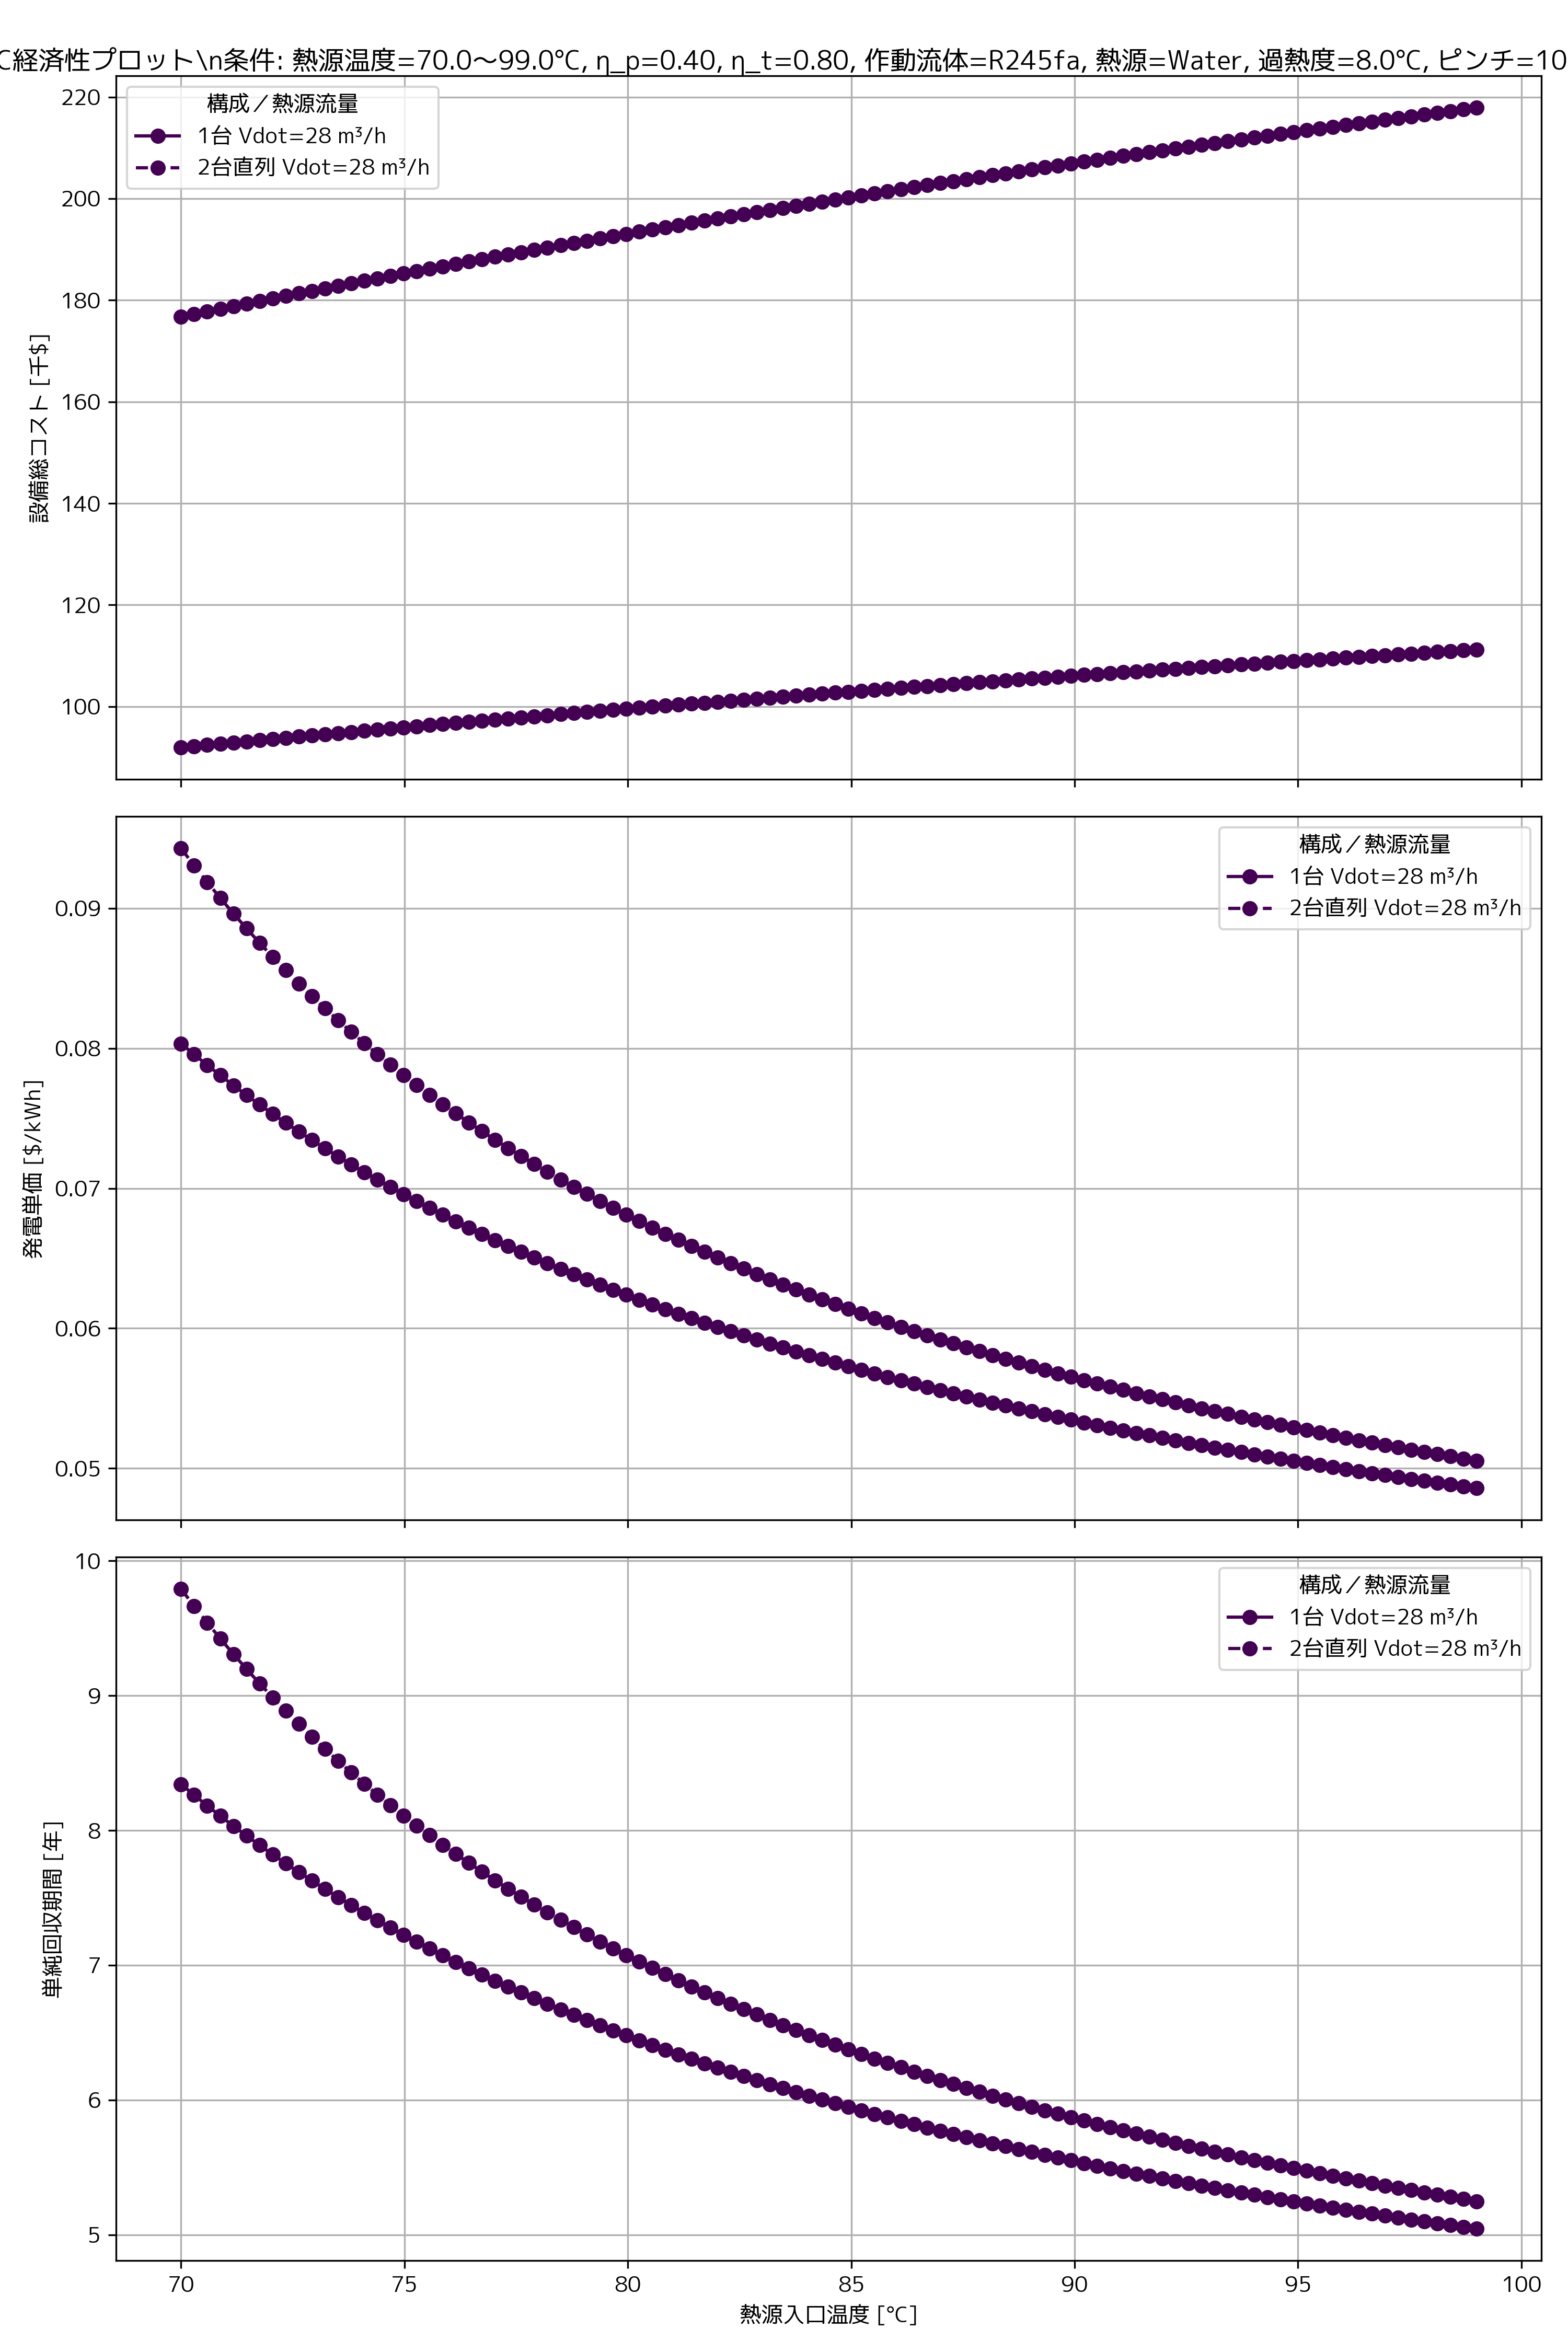 C経済性プロット\n条件: 熱源温度=70.0～99.0°C, η_p=0.40, η_t=0.80, 作動流体=R245fa, 熱源=Water, 過熱度=8.0°C, ピンチ=10
構成／熱源流量
1台 Vdot=28 m³/h
2台直列 Vdot=28 m³/h
設備総コスト [千$]
220
200
180
160
140
120
100
構成／熱源流量
1台 Vdot=28 m³/h
2台直列 Vdot=28 m³/h
発電単価 [$/kWh]
0.09
0.08
0.07
0.06
0.05
構成／熱源流量
1台 Vdot=28 m³/h
2台直列 Vdot=28 m³/h
単純回収期間 [年]
10
9
8
7
6
5
70 75 80 85 90 95 100
熱源入口温度 [°C]